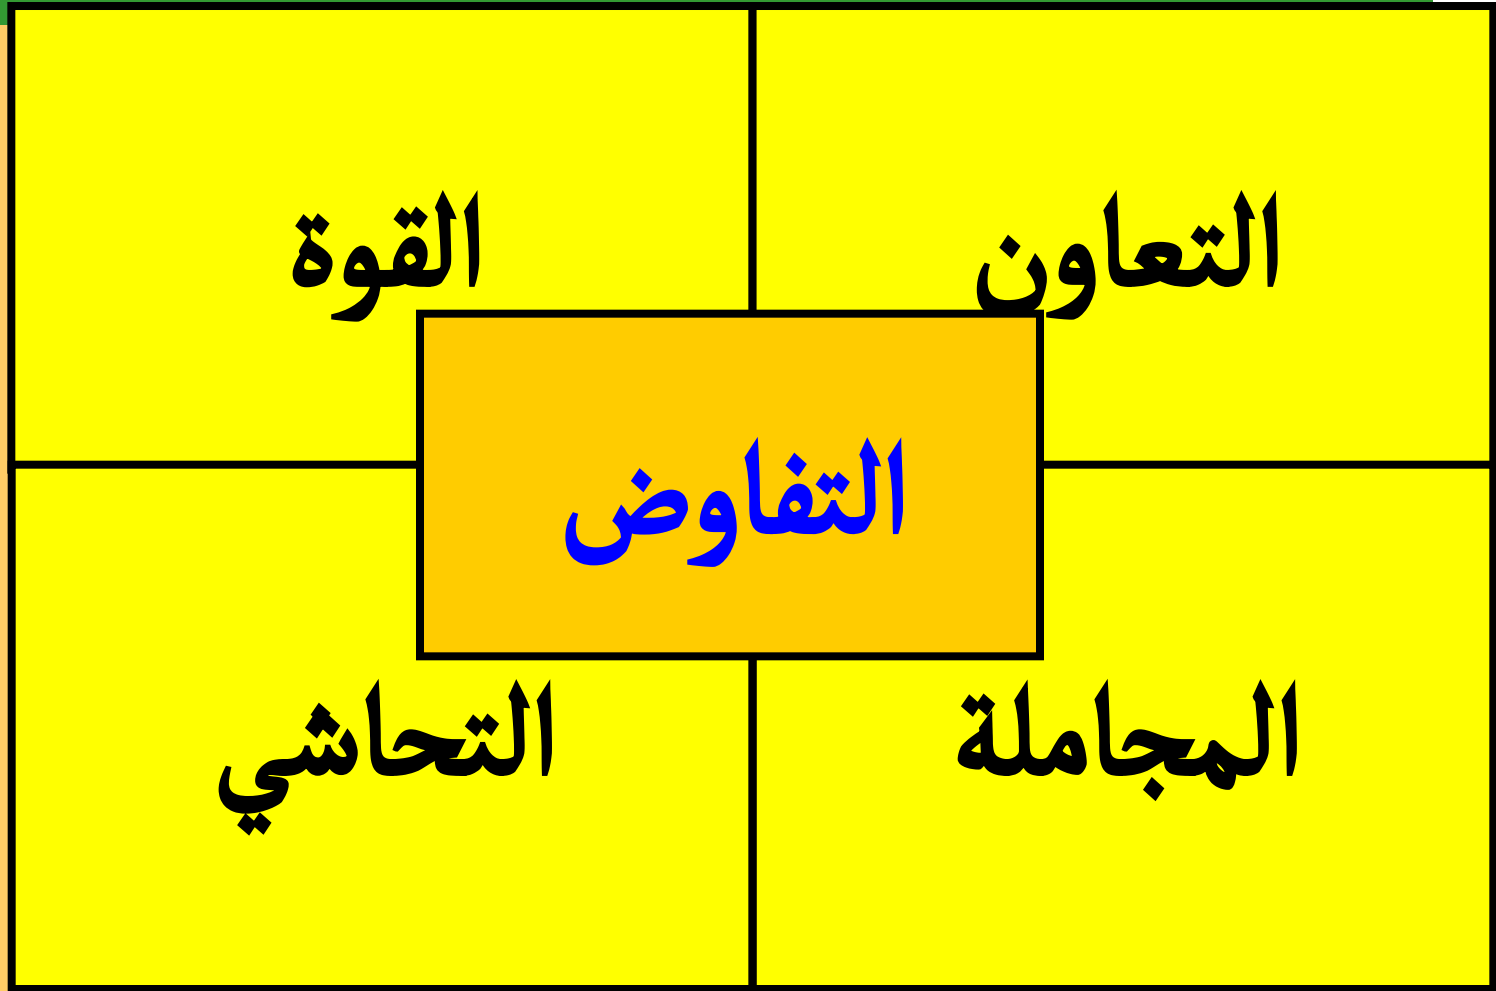 التعاون
القوة
التفاوض
المجاملة
التحاشي